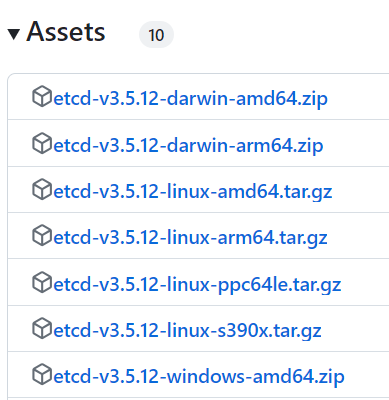 Assets 10
etcd-v3.5.12-darwin-amd64.zip
etcd-v3.5.12-darwin-arm64.zip
etcd-v3.5.12-linux-amd64.tar.gz
etcd-v3.5.12-linux-arm64.tar.gz
etcd-v3.5.12-linux-ppc64le.tar.gz
etcd-v3.5.12-linux-s390x.tar.gz
etcd-v3.5.12-windows-amd64.zip